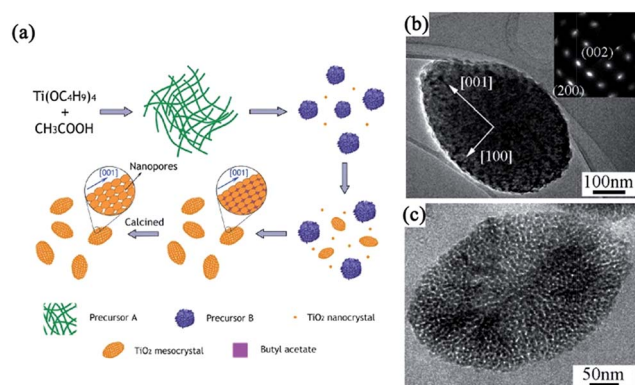 (a)
Ti(OC4H9)4
+
CH3COOH
[001]
Nanopores
[001]
Calcined
Precursor A
Precursor B
TiO2 nanocrystal
TiO2 mesocrystal
Butyl acetate
(b)
(002)
(200)
[001]
[100]
100nm
(c)
50nm